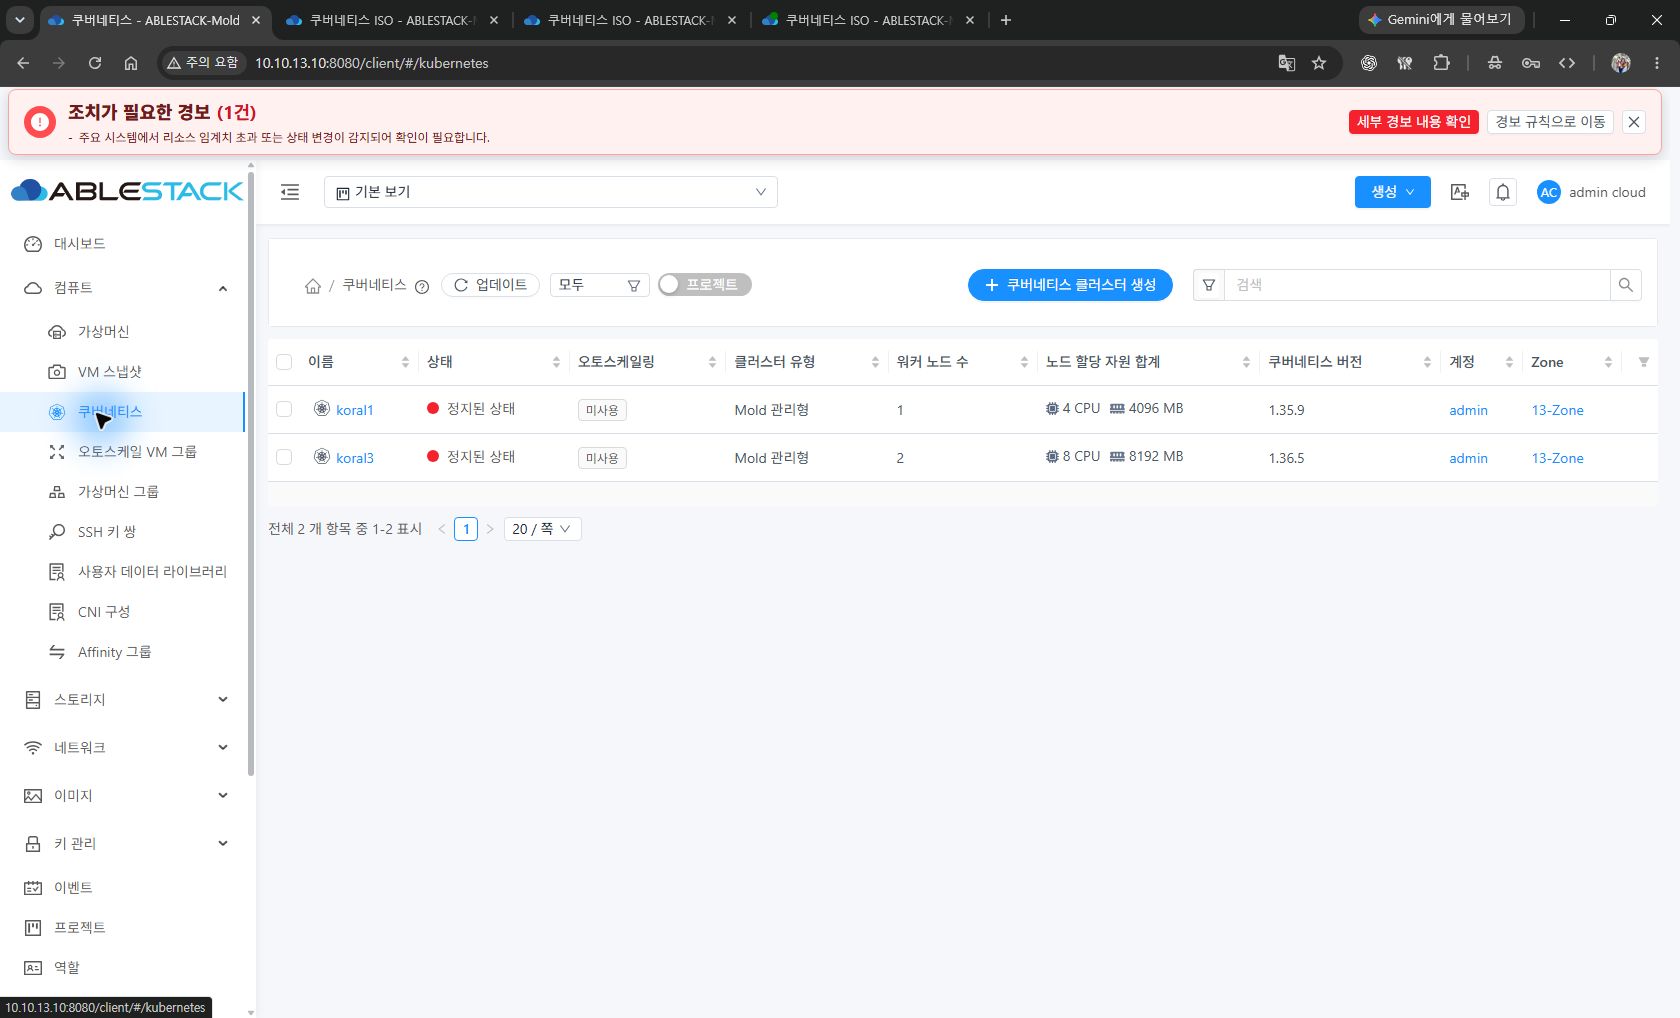 쿠버네티스 - ABLESTACK-Mold
쿠버네티스 ISO - ABLESTACK-
쿠버네티스 ISO - ABLESTACK-
쿠버네티스 ISO - ABLESTACK-
Gemini에게 물어보기
주의 요함
10.10.13.10:8080/client/#/kubernetes
조치가 필요한 경보 (1건)
- 주요 시스템에서 리소스 임계치 초과 또는 상태 변경이 감지되어 확인이 필요합니다.
세부 경보 내용 확인
경보 규칙으로 이동
ABLESTACK
기본 보기
생성
AC admin cloud
대시보드
컴퓨트
가상머신
VM 스냅샷
쿠버네티스
오토스케일 VM 그룹
가상머신 그룹
SSH 키 쌍
사용자 데이터 라이브러리
CNI 구성
Affinity 그룹
스토리지
네트워크
이미지
키 관리
이벤트
프로젝트
역할
/ 쿠버네티스
업데이트
모두
프로젝트
+ 쿠버네티스 클러스터 생성
검색
이름 상태 오토스케일링 클러스터 유형 워커 노드 수 노드 할당 자원 합계 쿠버네티스 버전 계정 Zone
koral1 정지된 상태 미사용 Mold 관리형 1 4 CPU 4096 MB 1.35.9 admin 13-Zone
koral3 정지된 상태 미사용 Mold 관리형 2 8 CPU 8192 MB 1.36.5 admin 13-Zone
전체 2 개 항목 중 1-2 표시 < 1 > 20 / 쪽
10.10.13.10:8080/client/#/kubernetes